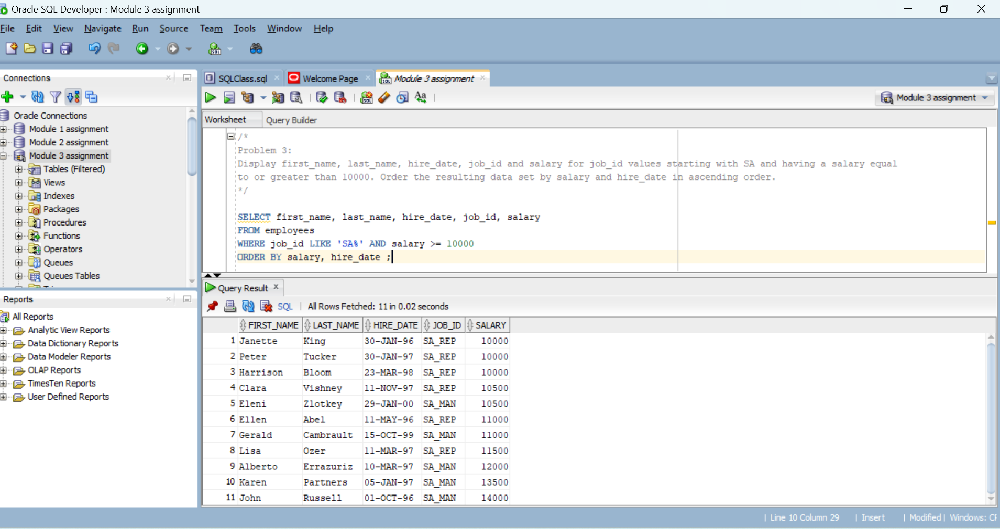 Oracle SQL Developer : Module 3 assignment
File Edit View Navigate Run Source Team Tools Window Help
Connections
Oracle Connections
Module 1 assignment
Module 2 assignment
Module 3 assignment
Tables (Filtered)
Views
Indexes
Packages
Procedures
Functions
Operators
Queues
Queues Tables
Reports
All Reports
Analytic View Reports
Data Dictionary Reports
Data Modeler Reports
OLAP Reports
TimesTen Reports
User Defined Reports
SQLClass.sql Welcome Page Module 3 assignment
Module 3 assignment
Worksheet Query Builder
/*
Problem 3:
Display first_name, last_name, hire_date, job_id and salary for job_id values starting with SA and having a salary equal
to or greater than 10000. Order the resulting data set by salary and hire_date in ascending order.
*/
SELECT first_name, last_name, hire_date, job_id, salary
FROM employees
WHERE job_id LIKE 'SA%' AND salary >= 10000
ORDER BY salary, hire_date ;
Query Result
SQL | All Rows Fetched: 11 in 0.02 seconds
FIRST_NAME LAST_NAME HIRE_DATE JOB_ID SALARY
1 Janette King 30-JAN-96 SA_REP 10000
2 Peter Tucker 30-JAN-97 SA_REP 10000
3 Harrison Bloom 23-MAR-98 SA_REP 10000
4 Clara Vishney 11-NOV-97 SA_REP 10500
5 Eleni Zlotkey 29-JAN-00 SA_MAN 10500
6 Ellen Abel 11-MAY-96 SA_REP 11000
7 Gerald Cambrault 15-OCT-99 SA_MAN 11000
8 Lisa Ozer 11-MAR-97 SA_REP 11500
9 Alberto Errazuriz 10-MAR-97 SA_MAN 12000
10 Karen Partners 05-JAN-97 SA_MAN 13500
11 John Russell 01-OCT-96 SA_MAN 14000
| Line 10 Column 29 | Insert | Modified | Windows: